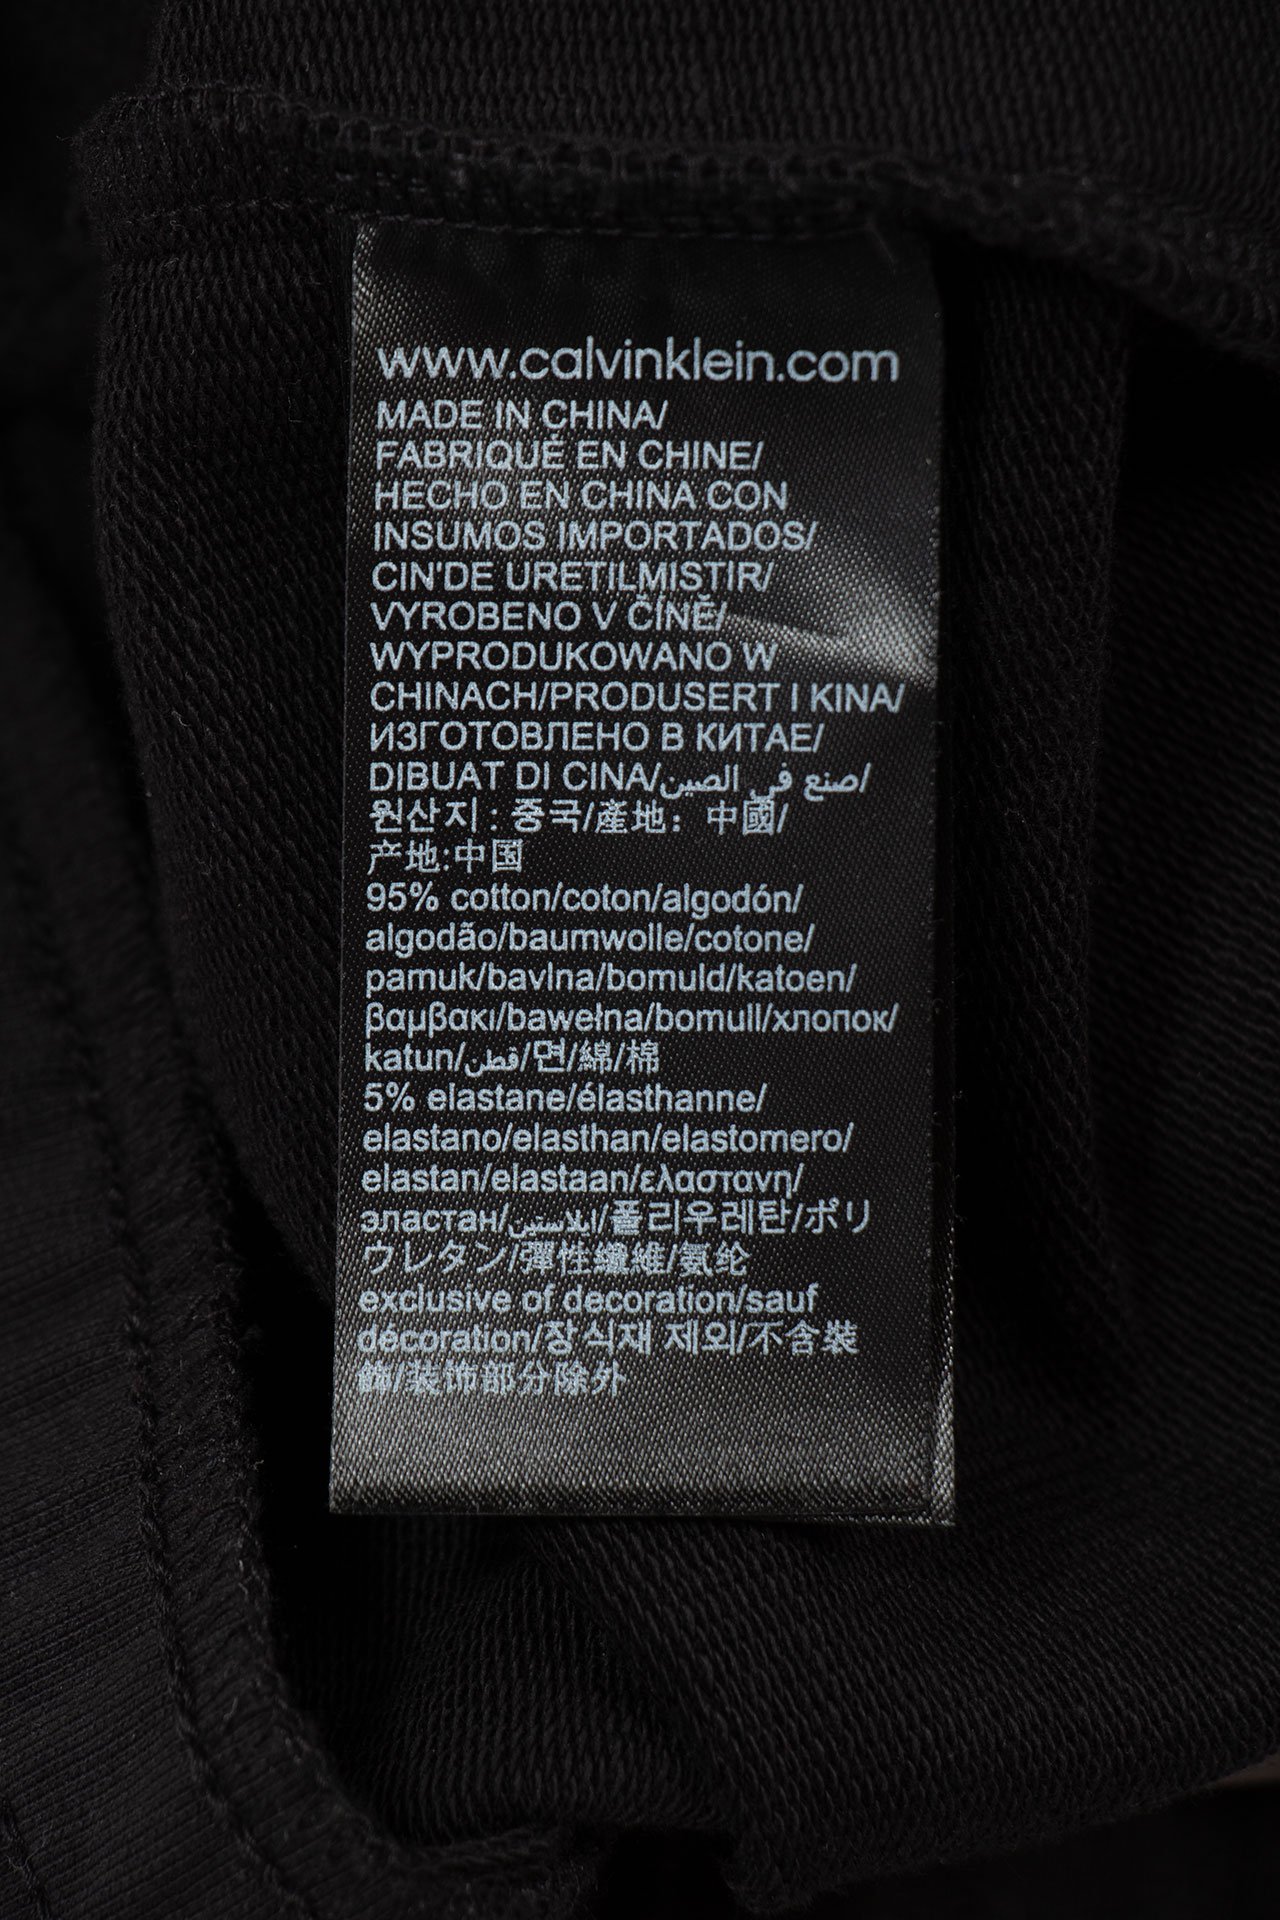 www.calvinklein.com
MADE IN CHINA/
FABRIQUÉ EN CHINE/
HECHO EN CHINA CON
INSUMOS IMPORTADOS/
CIN'DE URETILMISTIR/
VYROBENO V ČÍNĚ/
WYPRODUKOWANO W
CHINACH/PRODUSERT I KINA/
ИЗГОТОВЛЕНО В КИТАЕ/
DIBUAT DI CINA/صنع في الصين/
원산지: 중국/產地: 中國/
产地:中国
95% cotton/coton/algodón/
algodão/baumwolle/cotone/
pamuk/bavlna/bomuld/katoen/
βαμβακι/bawełna/bomull/хлопок/
katun/قطن/면/綿/棉
5% elastane/élasthanne/
elastano/elasthan/elastomero/
elastan/elastaan/ελαστανη/
эластан/ايلاستين/폴리우레탄/ポリ
ウレタン/彈性纖維/氨纶
exclusive of decoration/sauf
décoration/장식재 제외/不含裝
飾/装饰部分除外